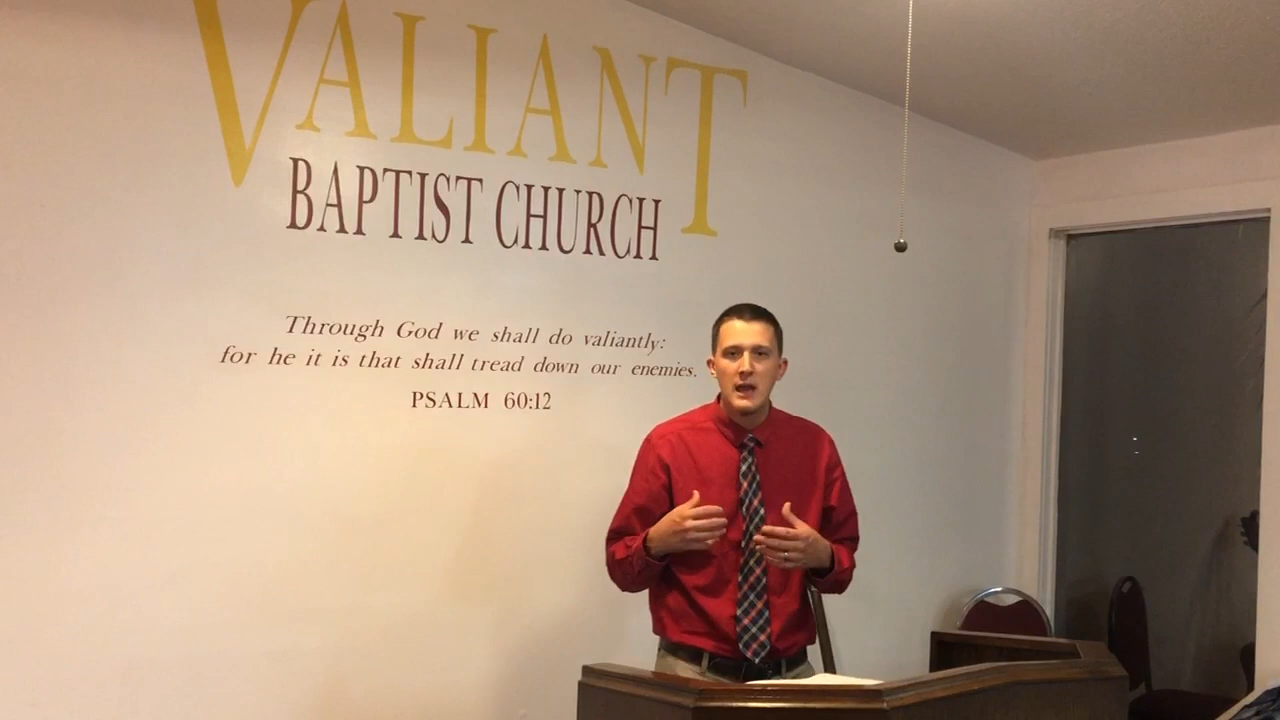 VALIANT
BAPTIST CHURCH
Through God we shall do valiantly:
for he it is that shall tread down our enemies.
PSALM 60:12